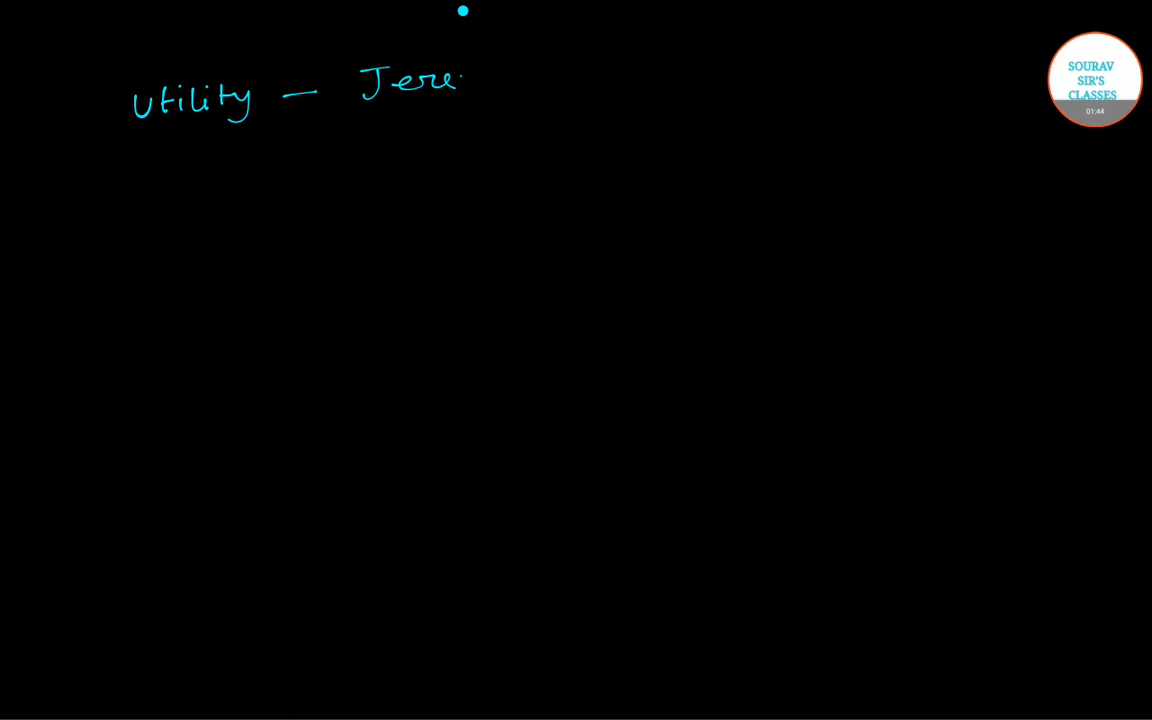 Utility — Jere
SOURAV
SIR'S
CLASSES
01:44